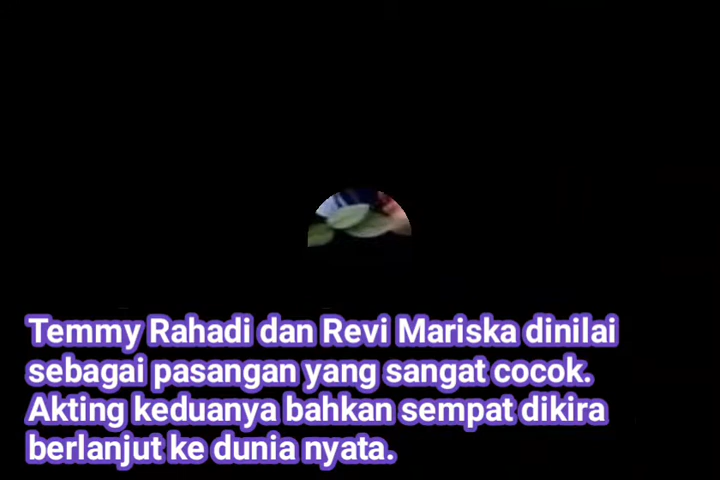 Temmy Rahadi dan Revi Mariska dinilai
sebagai pasangan yang sangat cocok.
Akting keduanya bahkan sempat dikira
berlanjut ke dunia nyata.